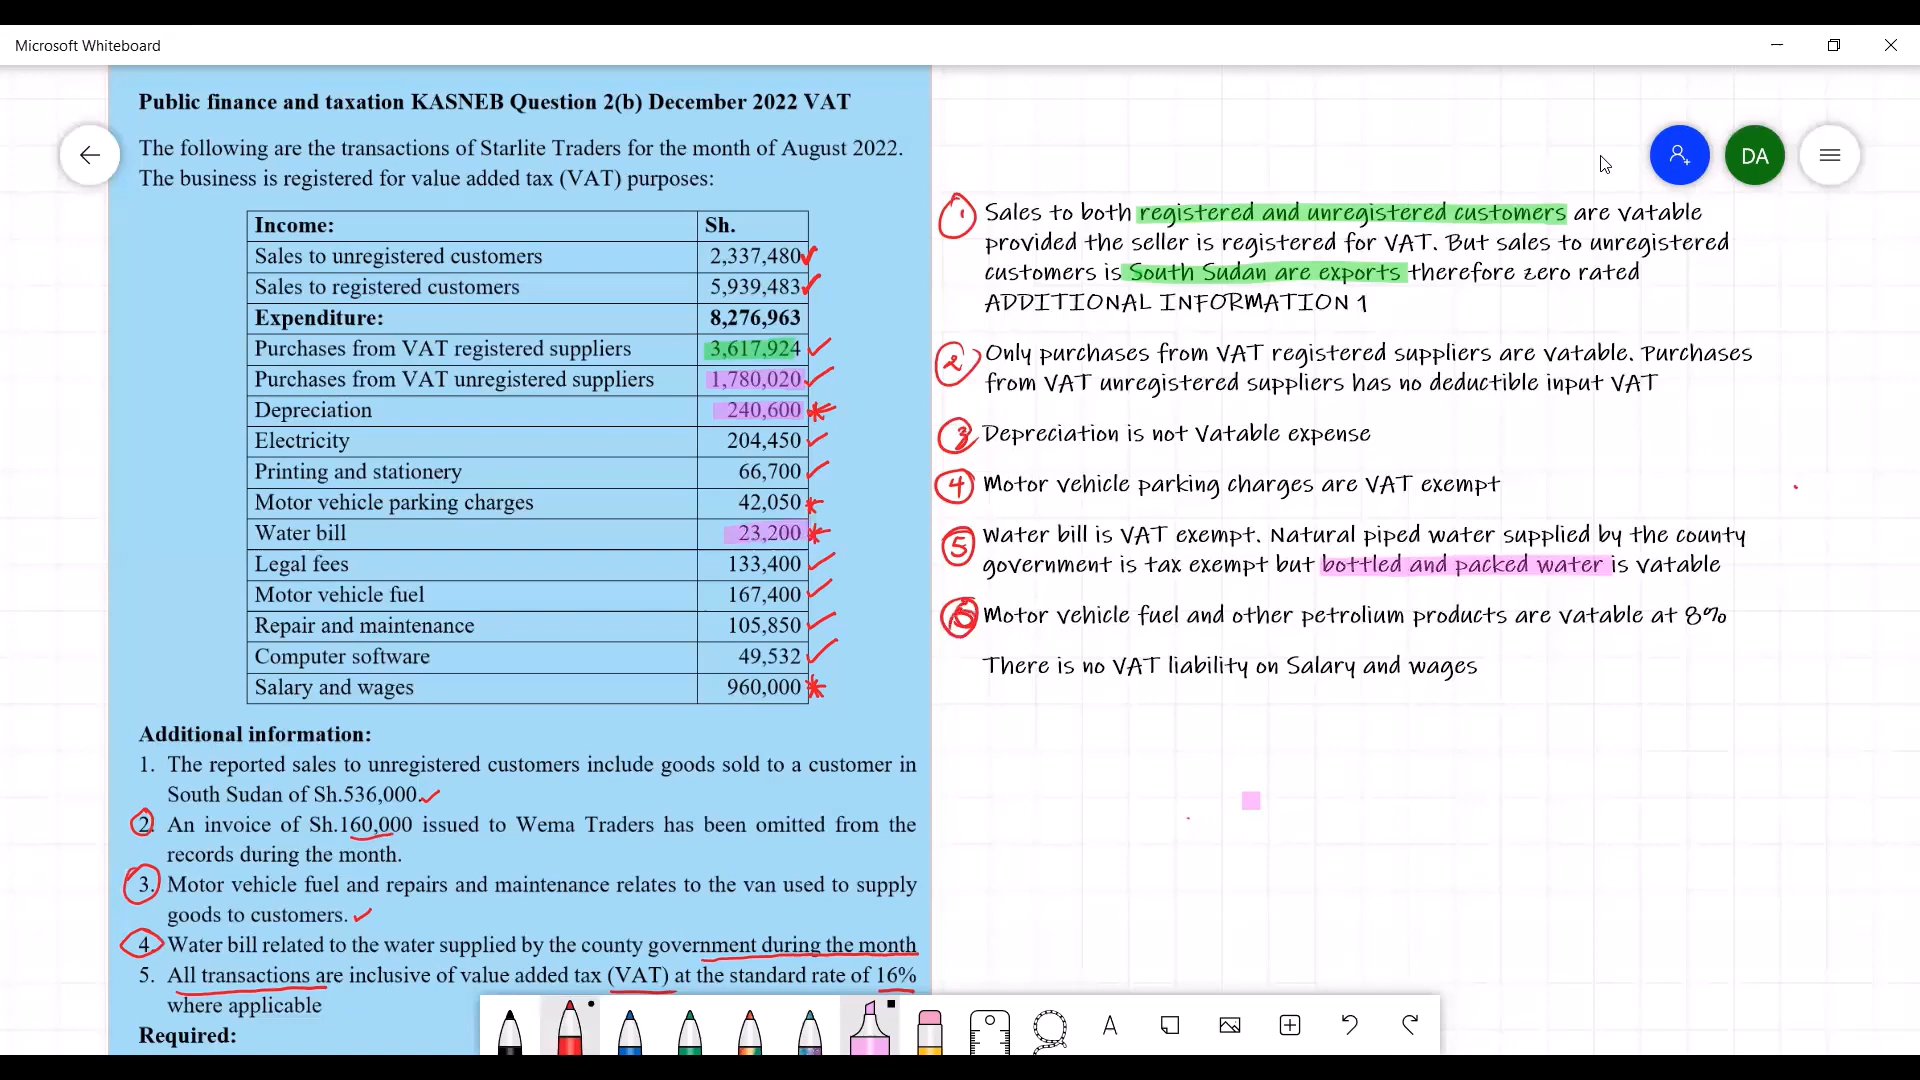 Microsoft Whiteboard
Public finance and taxation KASNEB Question 2(b) December 2022 VAT
The following are the transactions of Starlite Traders for the month of August 2022.
The business is registered for value added tax (VAT) purposes:
Income: Sh.
Sales to unregistered customers 2,337,480
Sales to registered customers 5,939,483
Expenditure: 8,276,963
Purchases from VAT registered suppliers 3,617,924
Purchases from VAT unregistered suppliers 1,780,020
Depreciation 240,600
Electricity 204,450
Printing and stationery 66,700
Motor vehicle parking charges 42,050
Water bill 23,200
Legal fees 133,400
Motor vehicle fuel 167,400
Repair and maintenance 105,850
Computer software 49,532
Salary and wages 960,000
Additional information:
1. The reported sales to unregistered customers include goods sold to a customer in
South Sudan of Sh.536,000.
2. An invoice of Sh.160,000 issued to Wema Traders has been omitted from the
records during the month.
3. Motor vehicle fuel and repairs and maintenance relates to the van used to supply
goods to customers.
4. Water bill related to the water supplied by the county government during the month
5. All transactions are inclusive of value added tax (VAT) at the standard rate of 16%
where applicable
Required:
DA
1 Sales to both registered and unregistered customers are vatable
provided the seller is registered for VAT. But sales to unregistered
customers is South Sudan are exports therefore zero rated
ADDITIONAL INFORMATION 1
2 Only purchases from VAT registered suppliers are vatable. Purchases
from VAT unregistered suppliers has no deductible input VAT
3 Depreciation is not Vatable expense
4 Motor vehicle parking charges are VAT exempt
5 Water bill is VAT exempt. Natural piped water supplied by the county
government is tax exempt but bottled and packed water is vatable
Motor vehicle fuel and other petrolium products are vatable at 8%
There is no VAT liability on Salary and wages
A